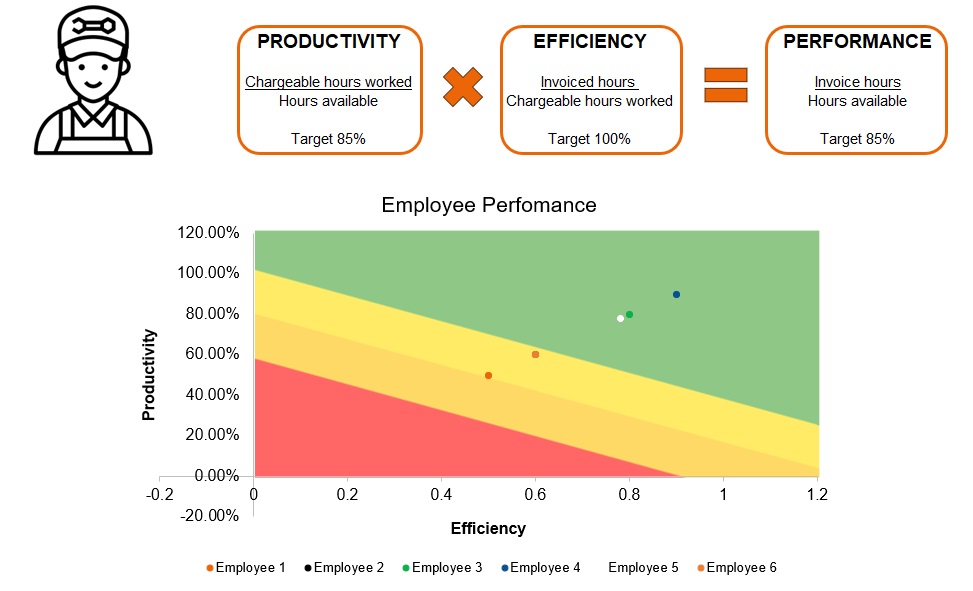 PRODUCTIVITY
Chargeable hours worked
Hours available
Target 85%
EFFICIENCY
Invoiced hours
Chargeable hours worked
Target 100%
PERFORMANCE
Invoice hours
Hours available
Target 85%
Employee Perfomance
120.00%
100.00%
80.00%
60.00%
40.00%
20.00%
0.00%
-20.00%
Productivity
-0.2 0 0.2 0.4 0.6 0.8 1 1.2
Efficiency
Employee 1 Employee 2 Employee 3 Employee 4 Employee 5 Employee 6